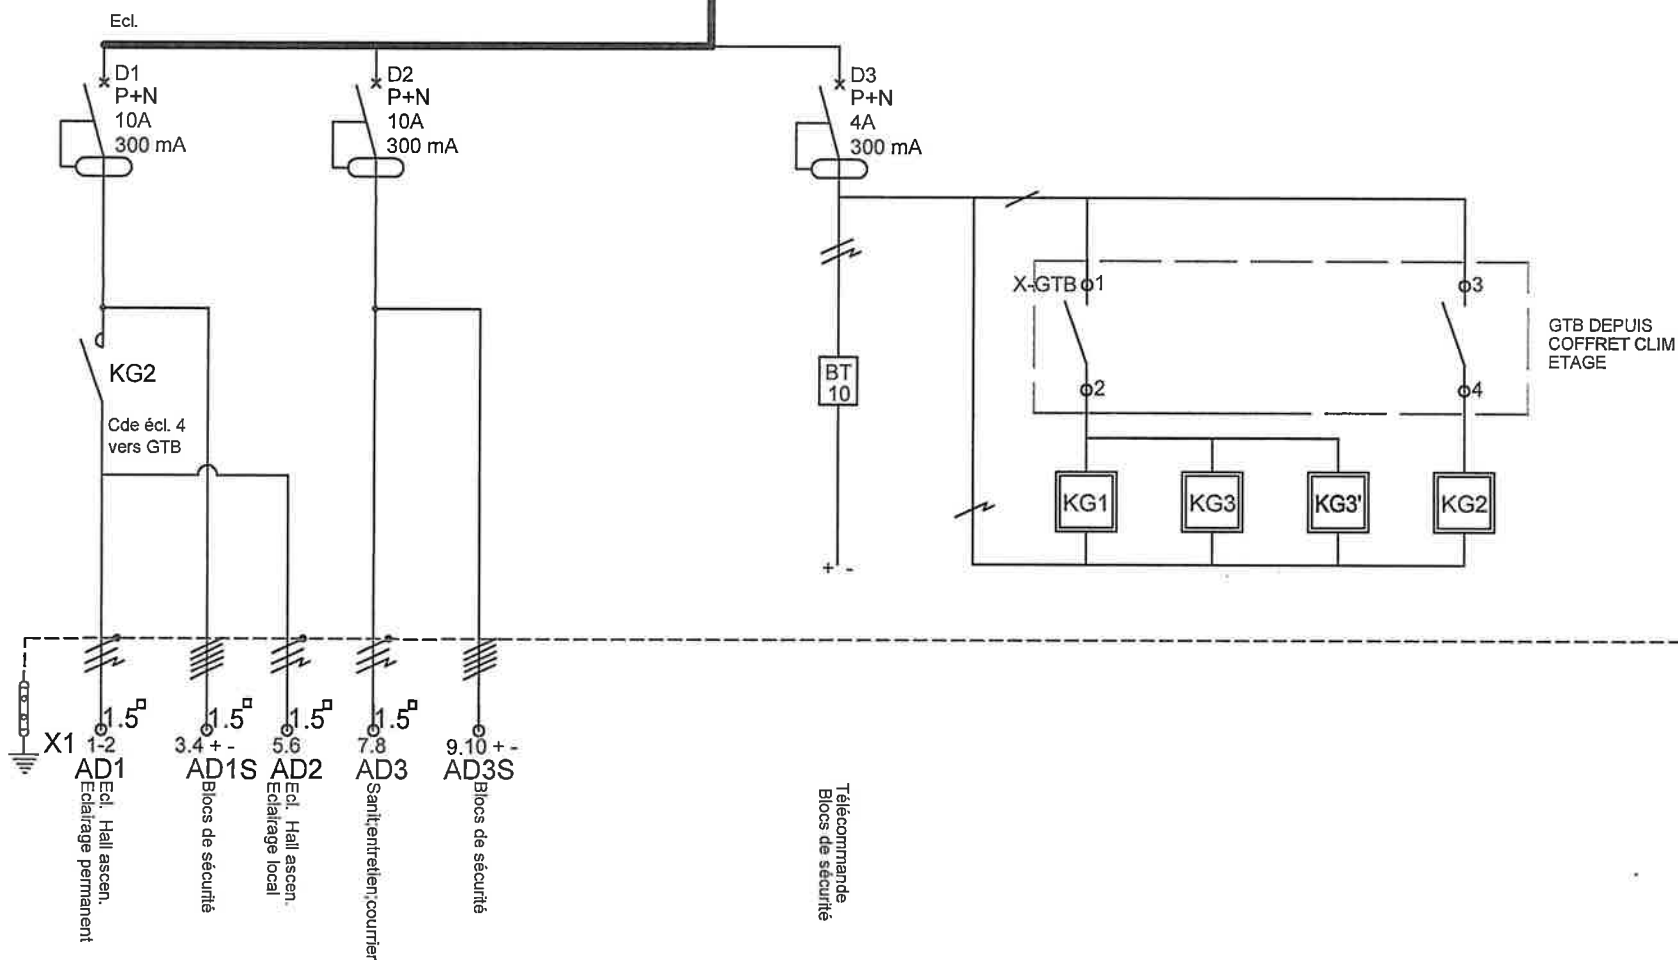 Ecl.
D1
P+N
10A
300 mA
D2
P+N
10A
300 mA
D3
P+N
4A
300 mA
X-GTB 1
3
2
4
GTB DEPUIS
COFFRET CLIM
ETAGE
KG2
Cde écl. 4
vers GTB
BT
10
KG1
KG3
KG3'
KG2
+ -
1.5
1.5
1.5
1.5
X1
1-2
3.4 + -
5.6
7.8
9.10 + -
AD1
AD1S
AD2
AD3
AD3S
Ecl. Hall ascen.
Eclairage permanent
Blocs de sécurité
Ecl. Hall ascen.
Eclairage local
Sanit;entretien;courrier
Blocs de sécurité
Télécommande
Blocs de sécurité